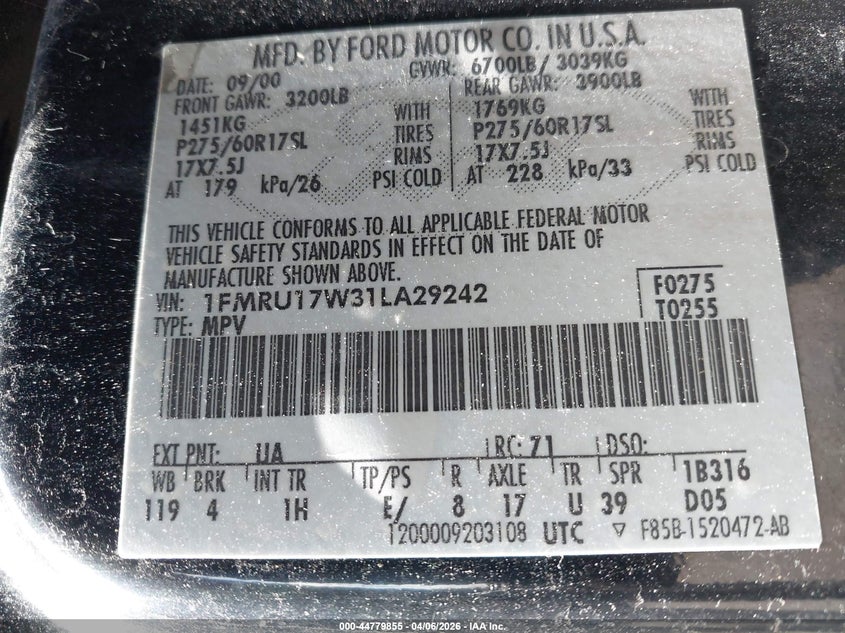 MFD. BY FORD MOTOR CO. IN U.S.A.
DATE: 09/00 GVWR: 6700LB/ 3039KG
FRONT GAWR: 3200LB REAR GAWR: 3900LB
1451KG WITH 1769KG WITH
P275/60R17SL TIRES P275/60R17SL TIRES
17X7.5J RIMS 17X7.5J RIMS
AT 179 kPa/26 PSI COLD AT 228 kPa/33 PSI COLD
THIS VEHICLE CONFORMS TO ALL APPLICABLE FEDERAL MOTOR
VEHICLE SAFETY STANDARDS IN EFFECT ON THE DATE OF
MANUFACTURE SHOWN ABOVE.
VIN: 1FMRU17W31LA29242 F0275
TYPE: MPV T0255
EXT PNT: UA RC: 71 DSO:
WB BRK INT TR TP/PS R AXLE TR SPR 1B316
119 4 1H E/ 8 17 U 39 D05
1200009203108 UTC ▽ F85B-1520472-AB
000-44779855 - 04/06/2026 - IAA Inc.